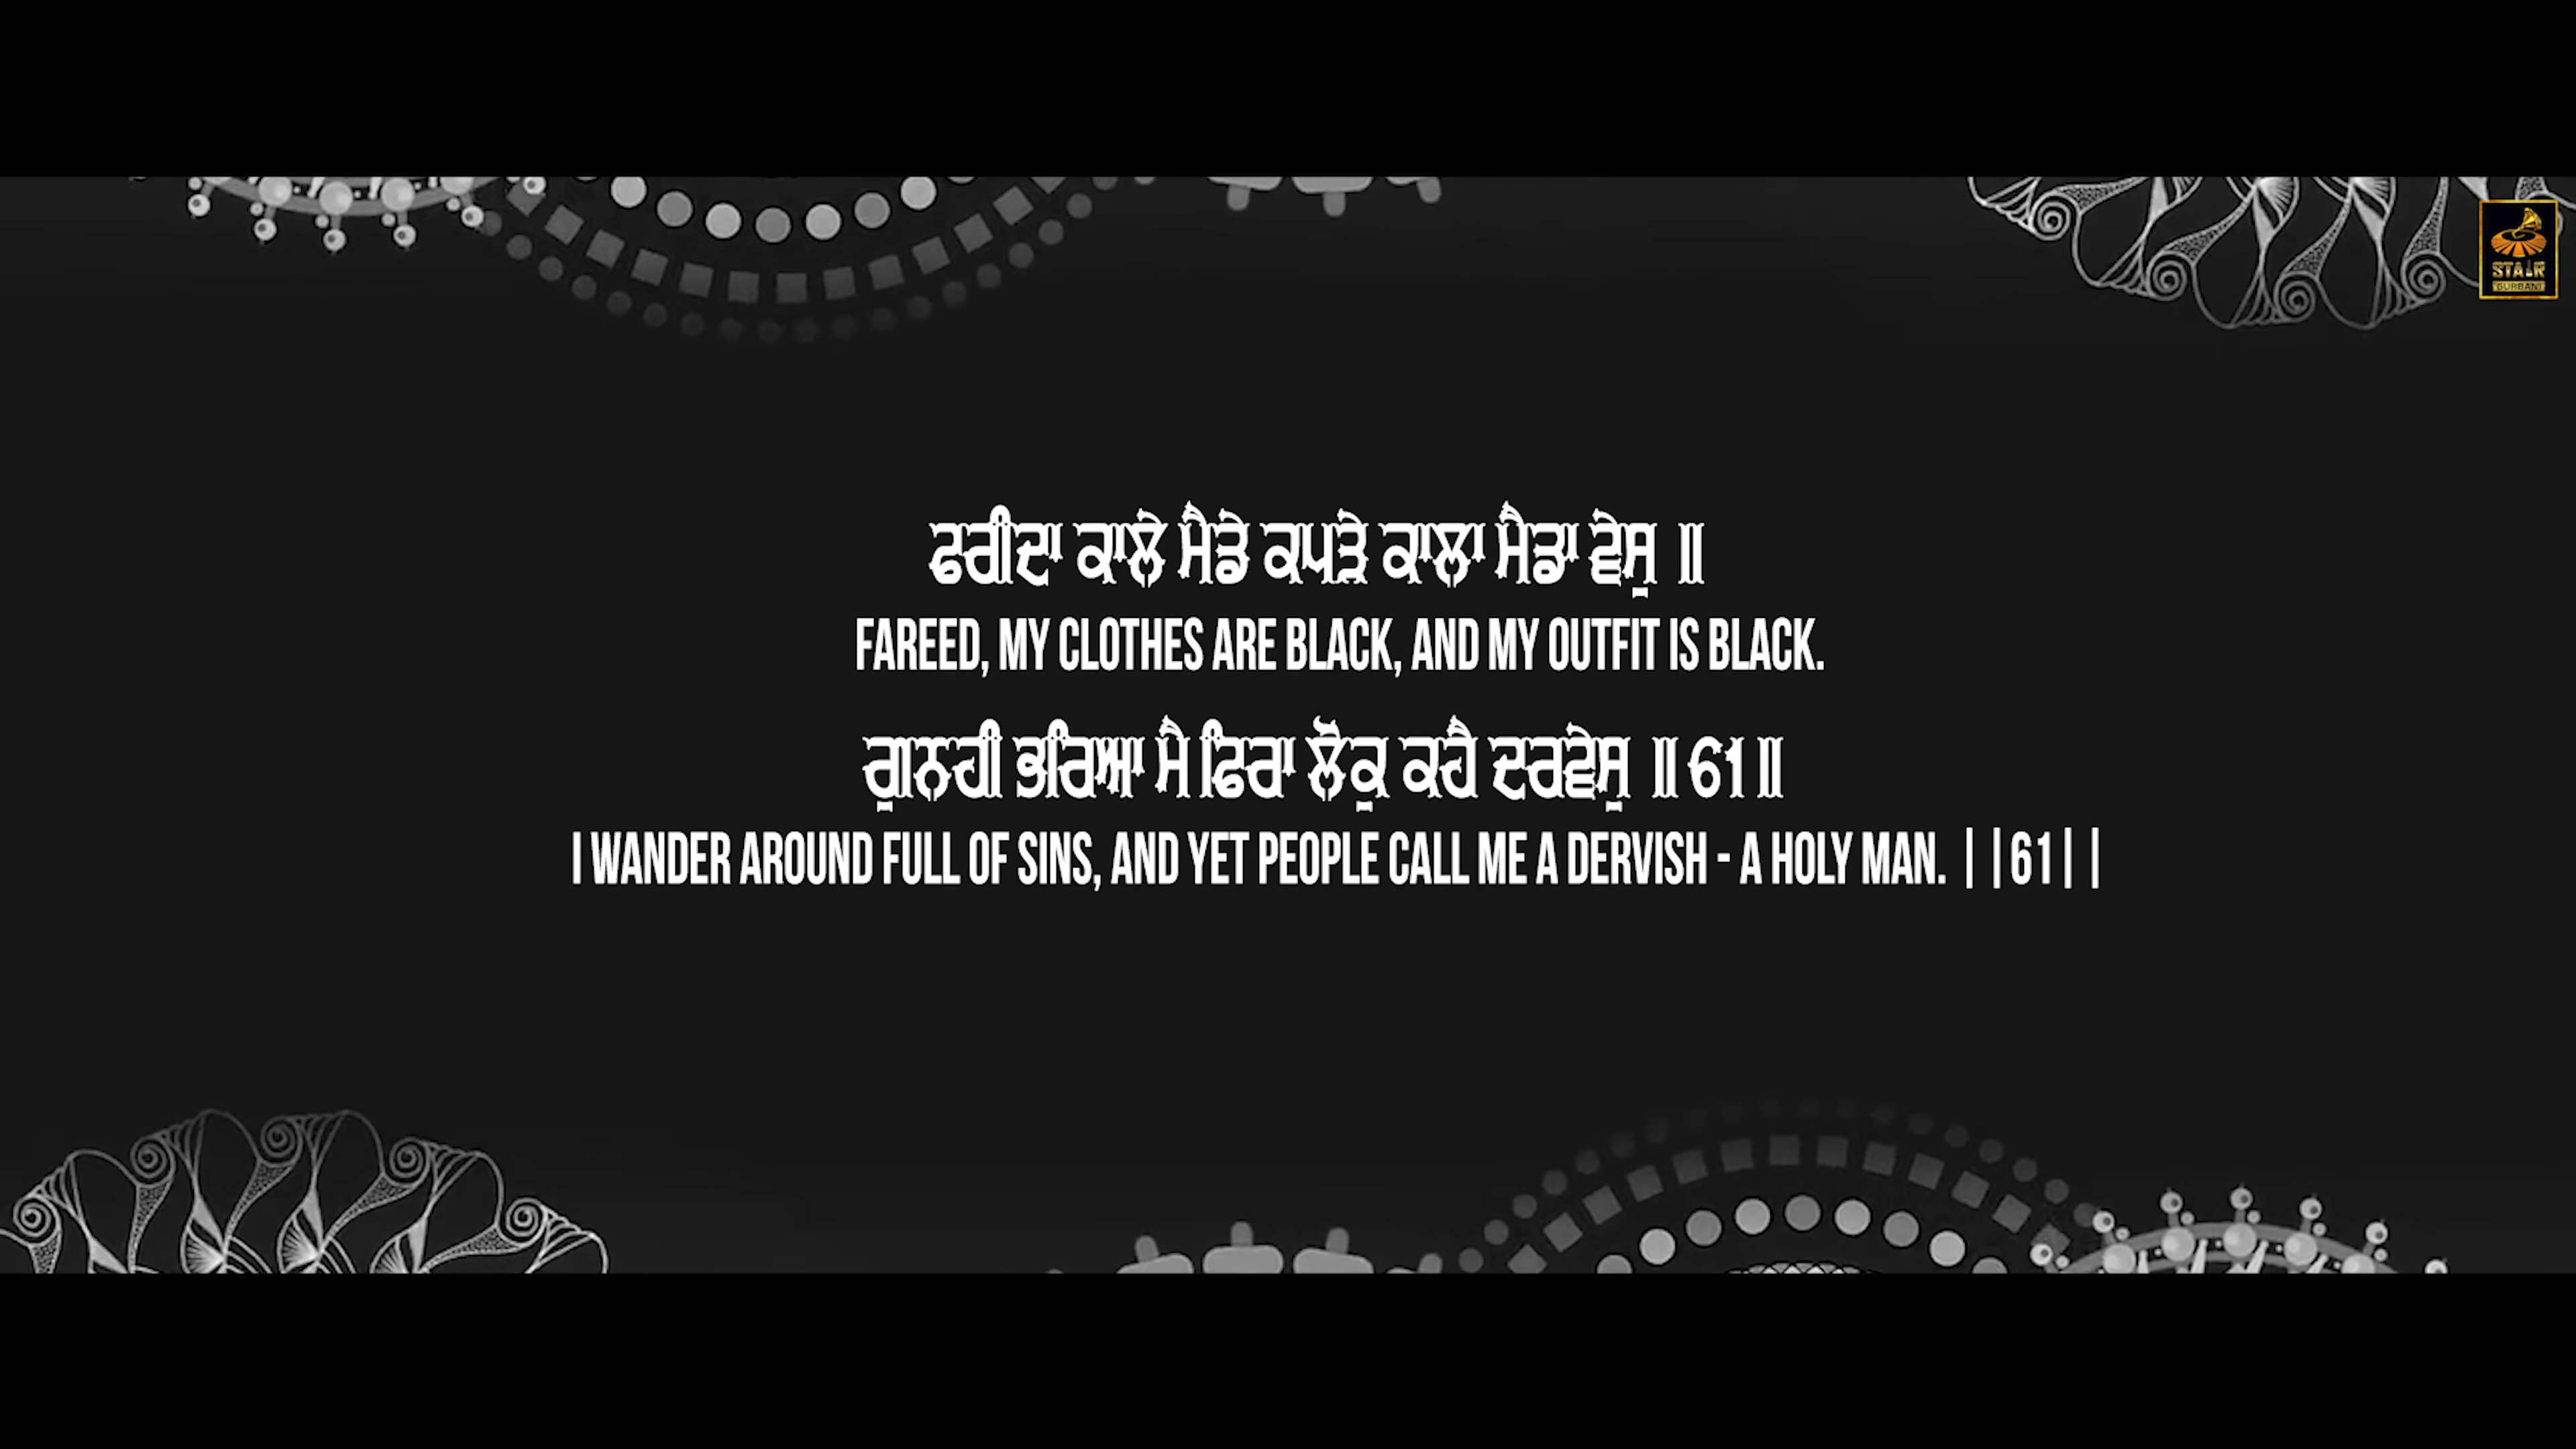 ਫਰੀਦਾ ਕਾਲੇ ਮੈਡੇ ਕਪੜੇ ਕਾਲਾ ਮੈਡਾ ਵੇਸੁ ॥
FAREED, MY CLOTHES ARE BLACK, AND MY OUTFIT IS BLACK.
ਗੁਨਹੀ ਭਰਿਆ ਮੈ ਫਿਰਾ ਲੋਕੁ ਕਹੈ ਦਰਵੇਸੁ ॥61॥
I WANDER AROUND FULL OF SINS, AND YET PEOPLE CALL ME A DERVISH - A HOLY MAN. ||61||
STAIR
GURBANI